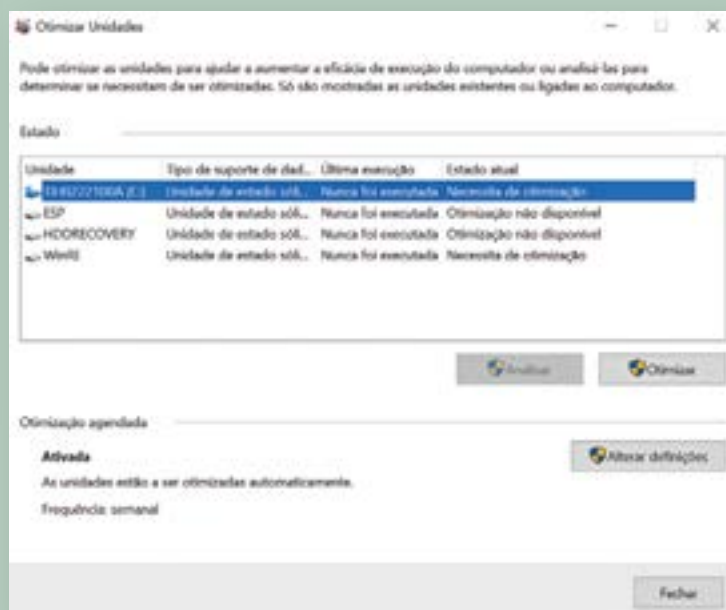 Otimizar Unidades
Pode otimizar as unidades para ajudar a aumentar a eficácia de execução do computador ou analisá-las para
determinar se necessitam de ser otimizadas. Só são mostradas as unidades existentes ou ligadas ao computador.
Estado
Unidade Tipo de suporte de dad... Última execução Estado atual
(C:) Unidade de estado sóli... Nunca foi executada Necessita de otimização
ESP Unidade de estado sóli... Nunca foi executada Otimização não disponível
HDDRECOVERY Unidade de estado sóli... Nunca foi executada Otimização não disponível
WinRE Unidade de estado sóli... Nunca foi executada Necessita de otimização
Analisar Otimizar
Otimização agendada
Ativada Alterar definições
As unidades estão a ser otimizadas automaticamente.
Frequência: semanal
Fechar